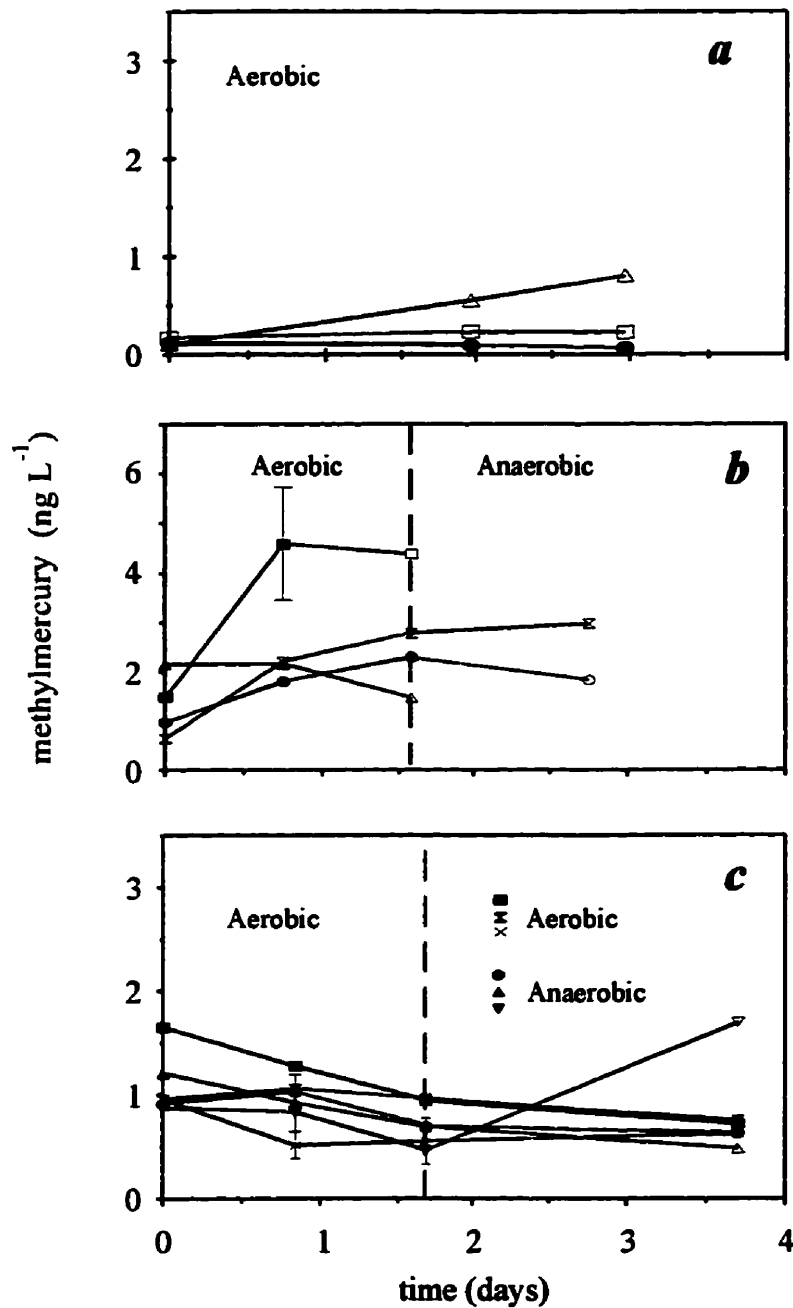 a
Aerobic
3
2
1
0
b
Aerobic
Anaerobic
6
4
2
0
methylmercury (ng L⁻¹)
c
Aerobic
Aerobic
Anaerobic
3
2
1
0
0 1 2 3 4
time (days)